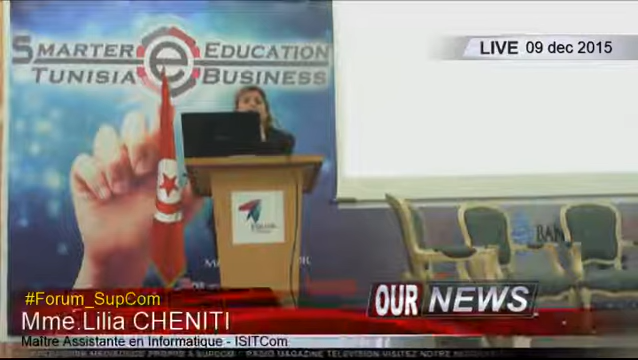 SMARTER EDUCATION
TUNISIA BUSINESS
LIVE 09 dec 2015
#Forum_SupCom
OUR NEWS
Mme.Lilia CHENITI
Maître Assistante en Informatique - ISITCom